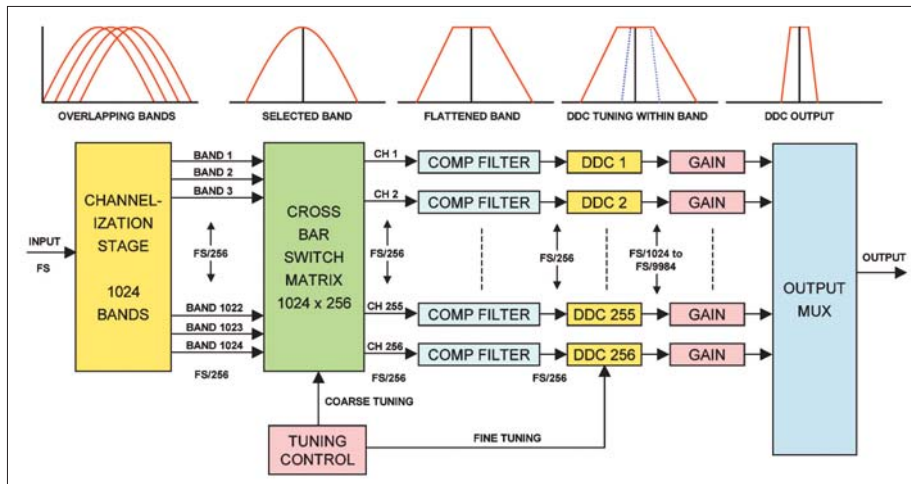 OVERLAPPING BANDS
SELECTED BAND
FLATTENED BAND
DDC TUNING WITHIN BAND
DDC OUTPUT
INPUT
FS
CHANNEL-
IZATION
STAGE
1024
BANDS
BAND 1
BAND 2
BAND 3
FS/256
BAND 1022
BAND 1023
BAND 1024
FS/256
CROSS
BAR
SWITCH
MATRIX
1024 x 256
CH 1
CH 2
FS/256
CH 255
CH 256
FS/256
COMP FILTER
COMP FILTER
COMP FILTER
COMP FILTER
FS/256
FS/256
DDC 1
DDC 2
DDC 255
DDC 256
FS/1024 to
FS/9984
GAIN
GAIN
GAIN
GAIN
OUTPUT
MUX
OUTPUT
COARSE TUNING
TUNING
CONTROL
FINE TUNING